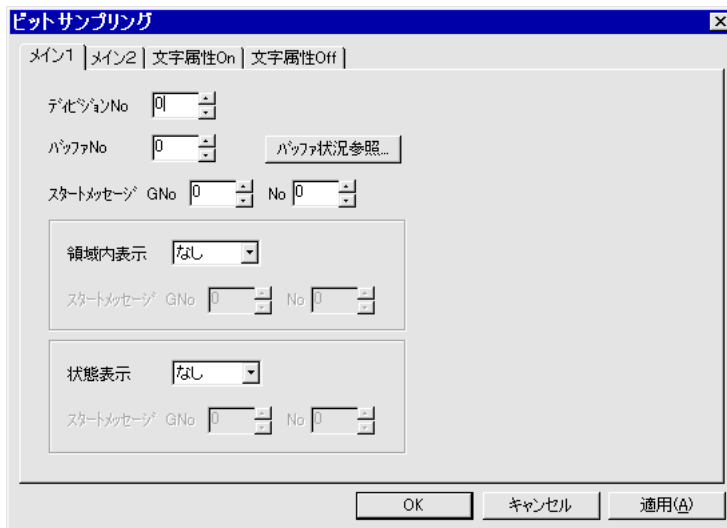 ビットサンプリング
メイン1 メイン2 文字属性On 文字属性Off
ディビジョンNo 0
バッファNo 0 バッファ状況参照...
スタートメッセージ GNo 0 No 0
領域内表示 なし
スタートメッセージ GNo 0 No 0
状態表示 なし
スタートメッセージ GNo 0 No 0
OK キャンセル 適用(A)